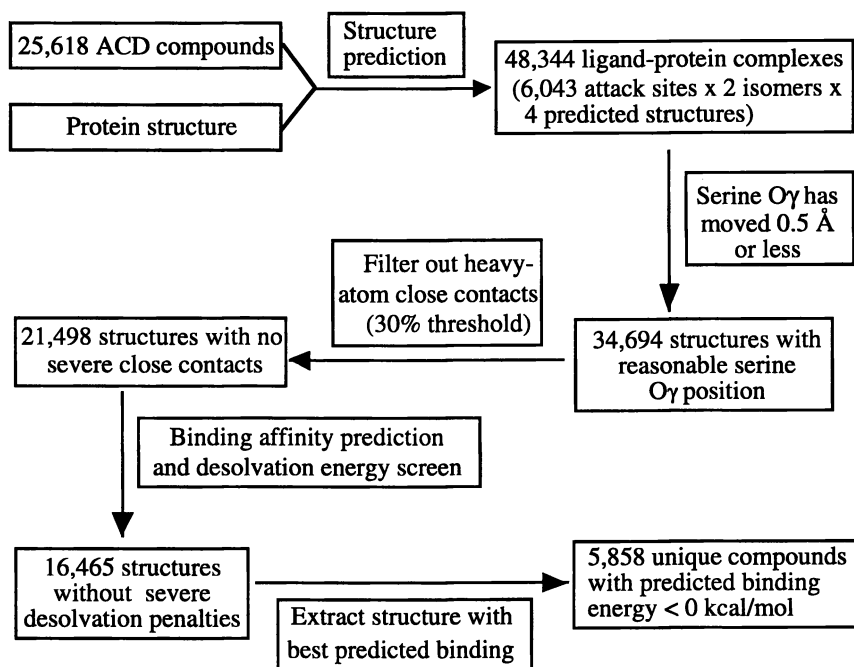 25,618 ACD compounds
Protein structure
Structure
prediction
48,344 ligand-protein complexes
(6,043 attack sites x 2 isomers x
4 predicted structures)
Serine Oγ has
moved 0.5 Å
or less
34,694 structures with
reasonable serine
Oγ position
Filter out heavy-
atom close contacts
(30% threshold)
21,498 structures with no
severe close contacts
Binding affinity prediction
and desolvation energy screen
16,465 structures
without severe
desolvation penalties
Extract structure with
best predicted binding
5,858 unique compounds
with predicted binding
energy < 0 kcal/mol